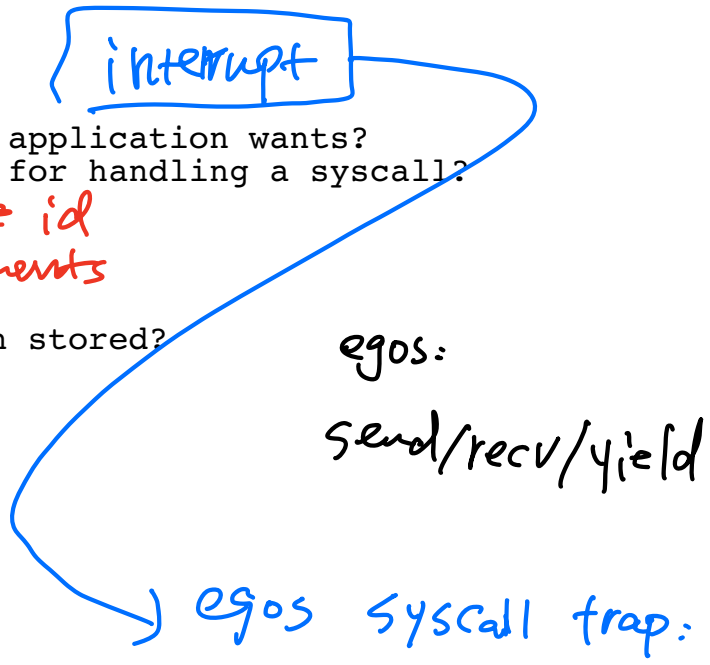 interrupt
application wants?
for handling a syscall?
id
stored?
egos:
send/recv/yield
egos syscall trap: